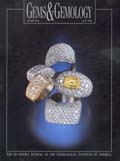 GEMS & GEMOLOGY
THE QUARTERLY JOURNAL OF THE GEMOLOGICAL INSTITUTE OF AMERICA